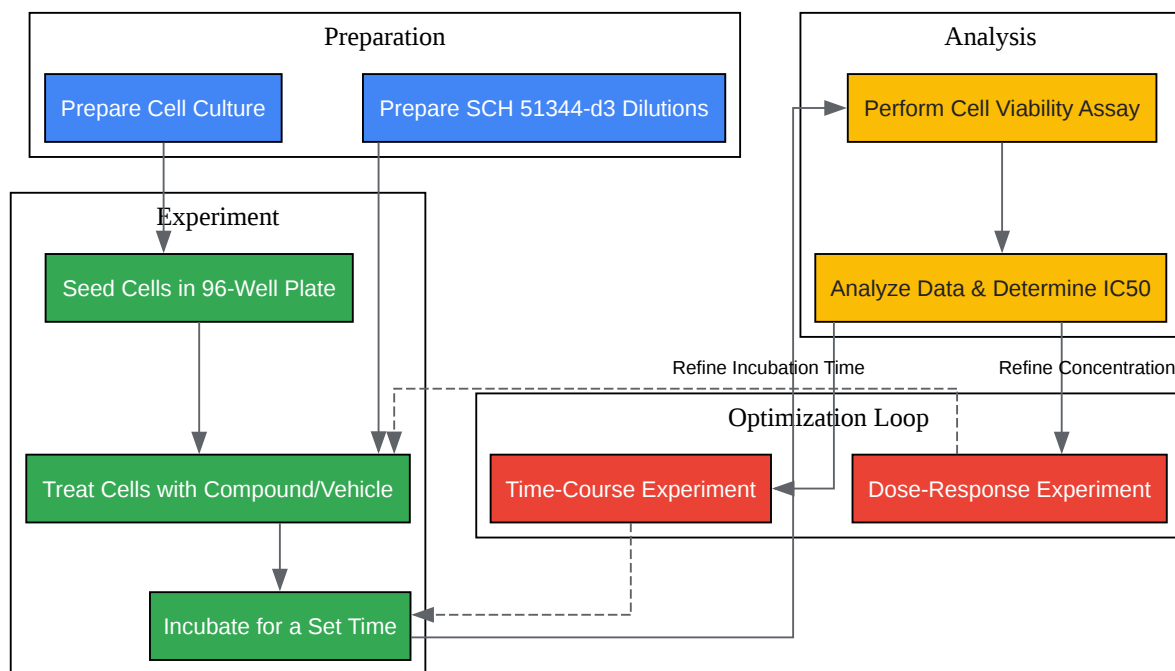 Preparation
Prepare Cell Culture
Prepare SCH 51344-d3 Dilutions
Analysis
Perform Cell Viability Assay
Analyze Data & Determine IC50
Experiment
Seed Cells in 96-Well Plate
Treat Cells with Compound/Vehicle
Incubate for a Set Time
Refine Incubation Time
Refine Concentration
Optimization Loop
Time-Course Experiment
Dose-Response Experiment